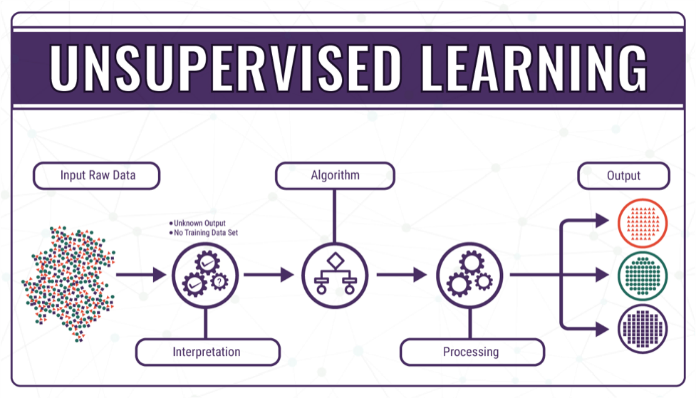 UNSUPERVISED LEARNING
Input Raw Data
Algorithm
Output
• Unknown Output
• No Training Data Set
?
Interpretation
Processing